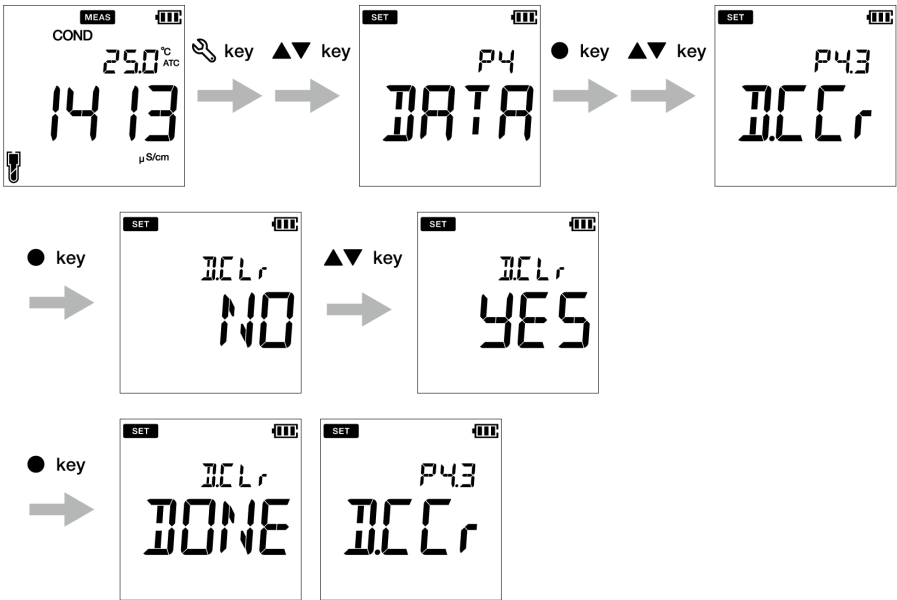 MEAS
COND
25.0 °C
ATC
1413
µS/cm
key
▲▼ key
SET
P4
DATA
● key
▲▼ key
SET
P4.3
D.CCr
● key
SET
D.CLr
NO
▲▼ key
SET
D.CLr
YES
● key
SET
D.CLr
DONE
SET
P4.3
D.CCr